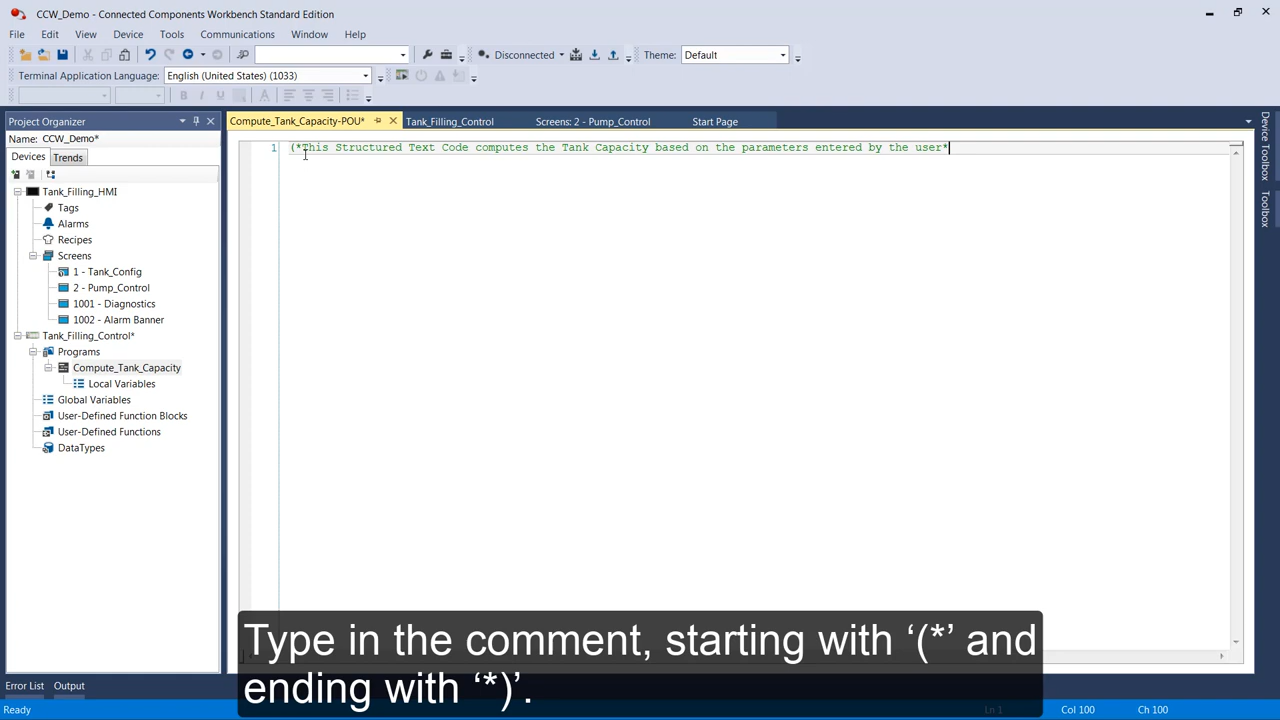 CCW_Demo - Connected Components Workbench Standard Edition
File Edit View Device Tools Communications Window Help
Disconnected Theme: Default
Terminal Application Language: English (United States) (1033)
Project Organizer
Name: CCW_Demo*
Devices Trends
Tank_Filling_HMI
Tags
Alarms
Recipes
Screens
1 - Tank_Config
2 - Pump_Control
1001 - Diagnostics
1002 - Alarm Banner
Tank_Filling_Control*
Programs
Compute_Tank_Capacity
Local Variables
Global Variables
User-Defined Function Blocks
User-Defined Functions
DataTypes
Compute_Tank_Capacity-POU* Tank_Filling_Control Screens: 2 - Pump_Control Start Page
1 (*This Structured Text Code computes the Tank Capacity based on the parameters entered by the user*
Device Toolbox
Toolbox
Type in the comment, starting with ‘(*’ and
ending with ‘*)’.
Error List Output
Ready Ln 1 Col 100 Ch 100